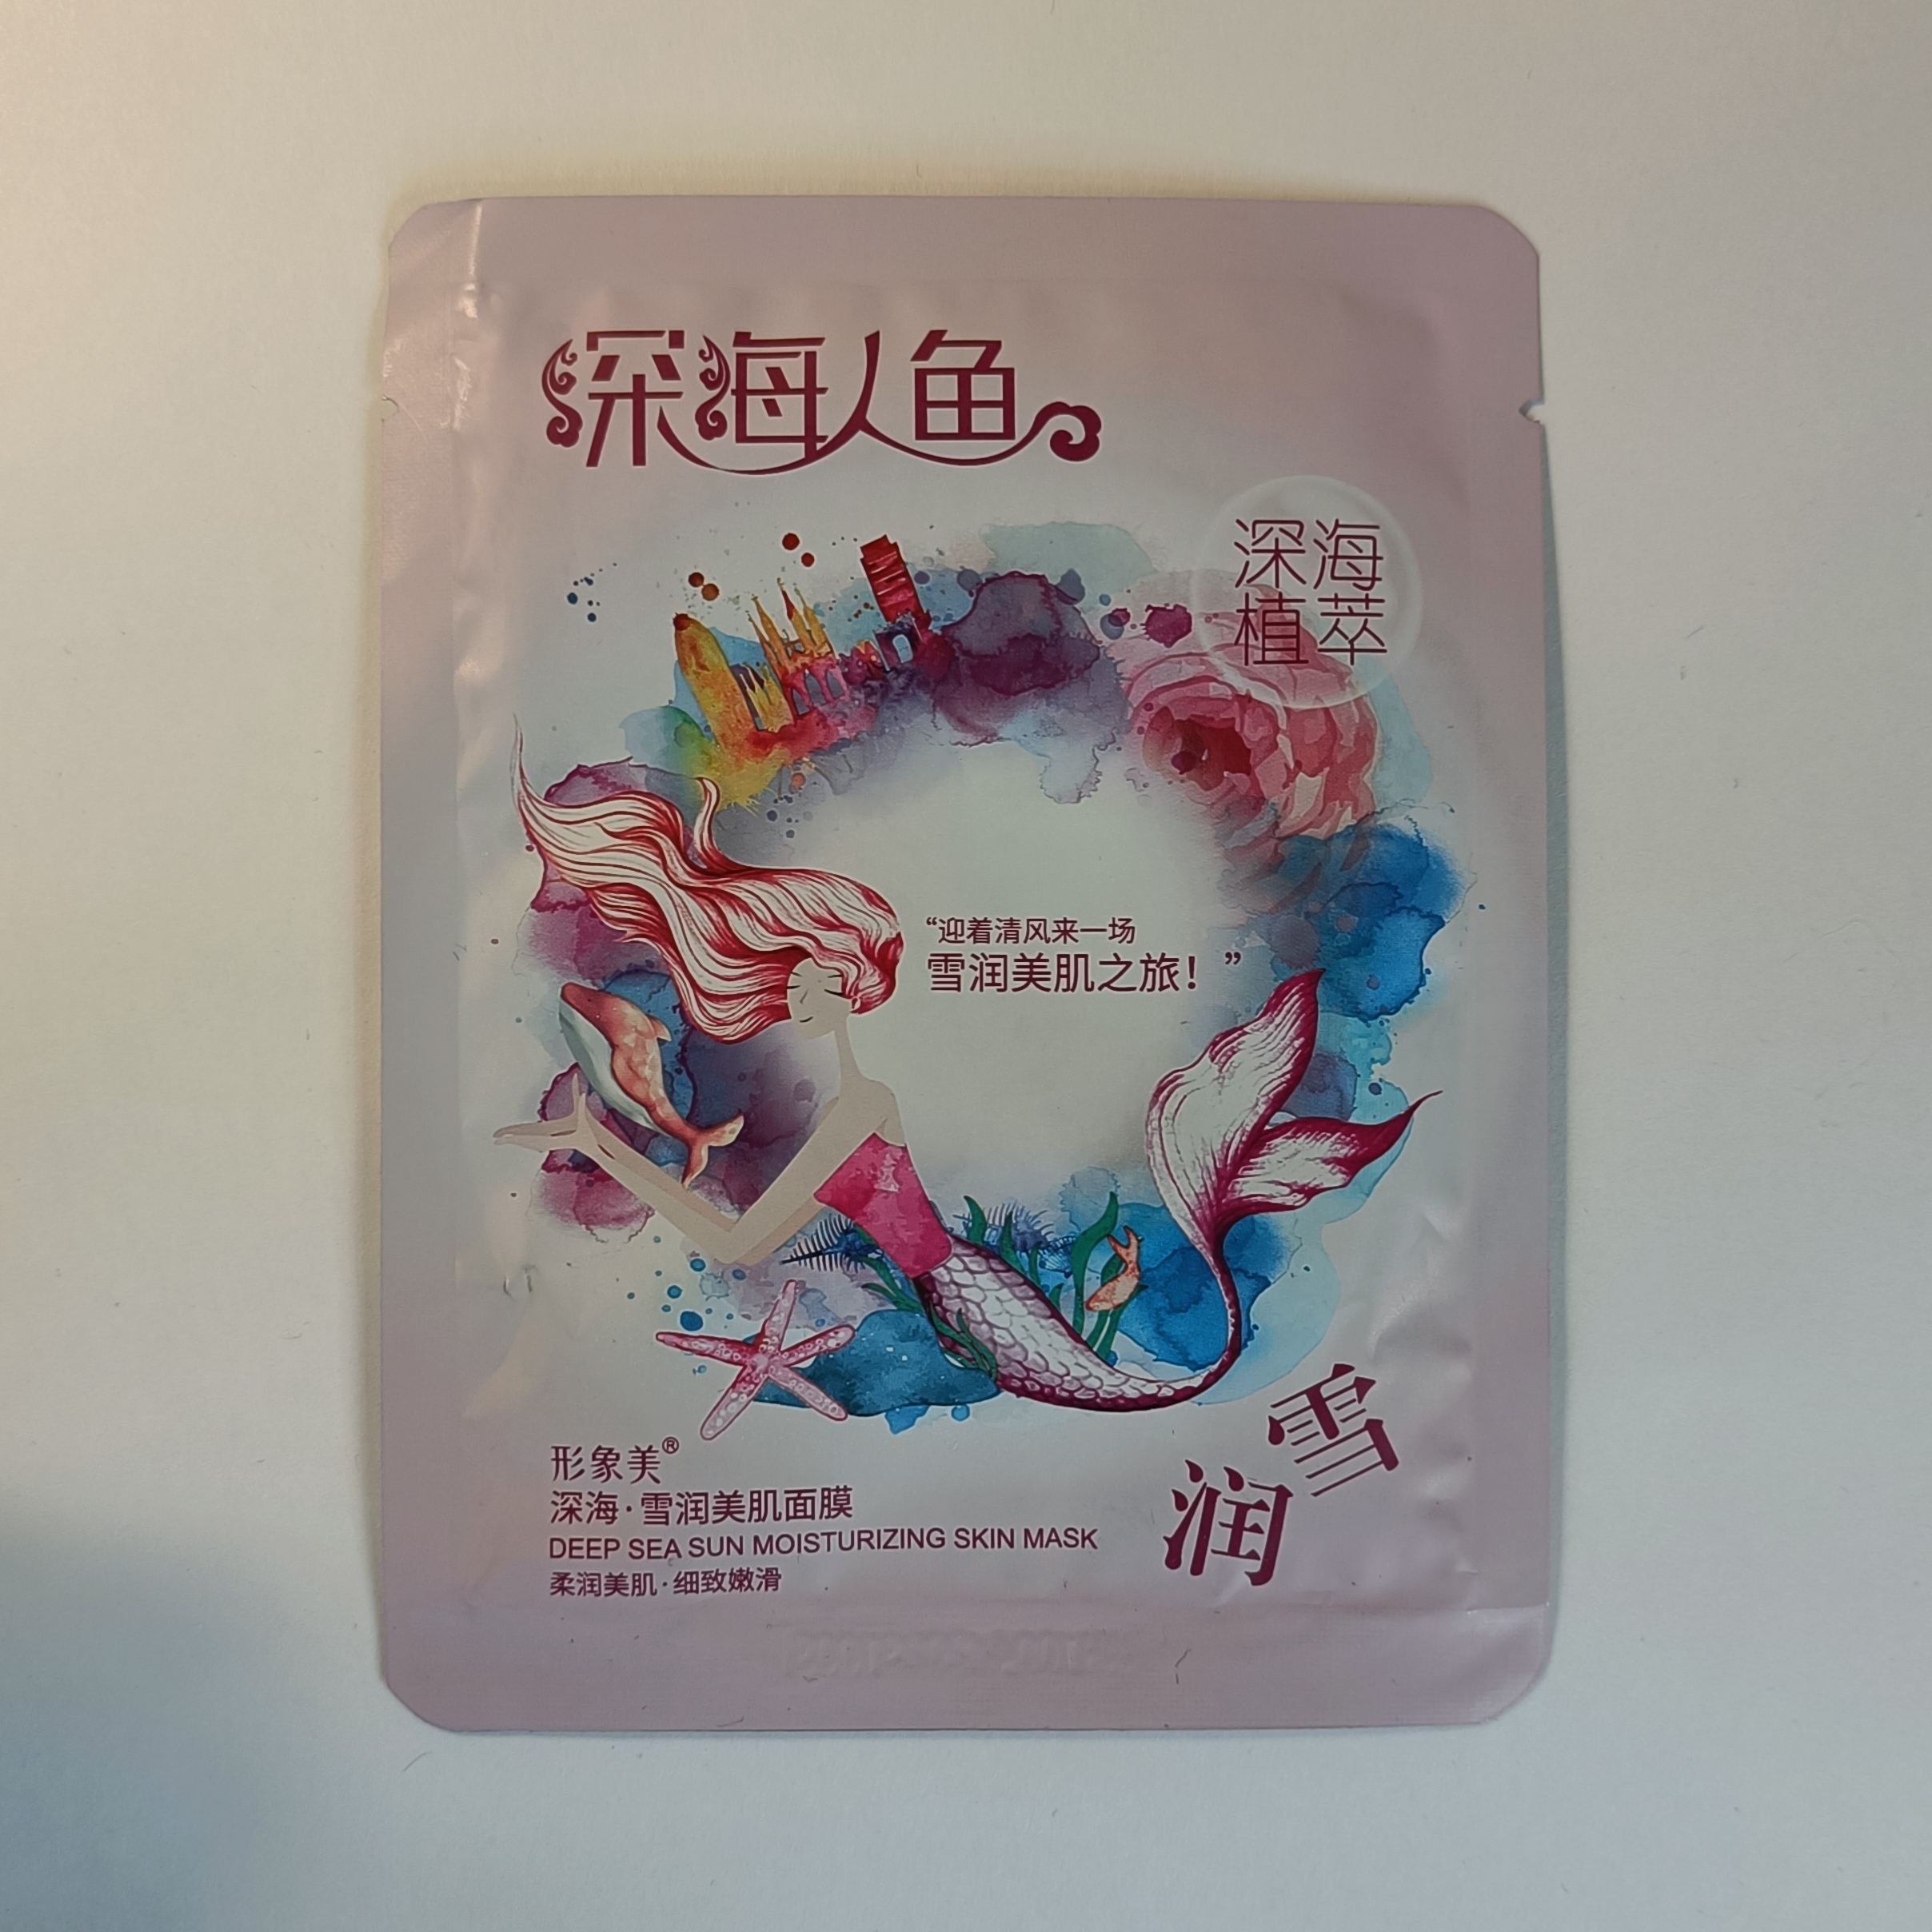 深海人鱼
深海
植萃
“迎着清风来一场
雪润美肌之旅！”
雪润
形象美®
深海·雪润美肌面膜
DEEP SEA SUN MOISTURIZING SKIN MASK
柔润美肌·细致嫩滑